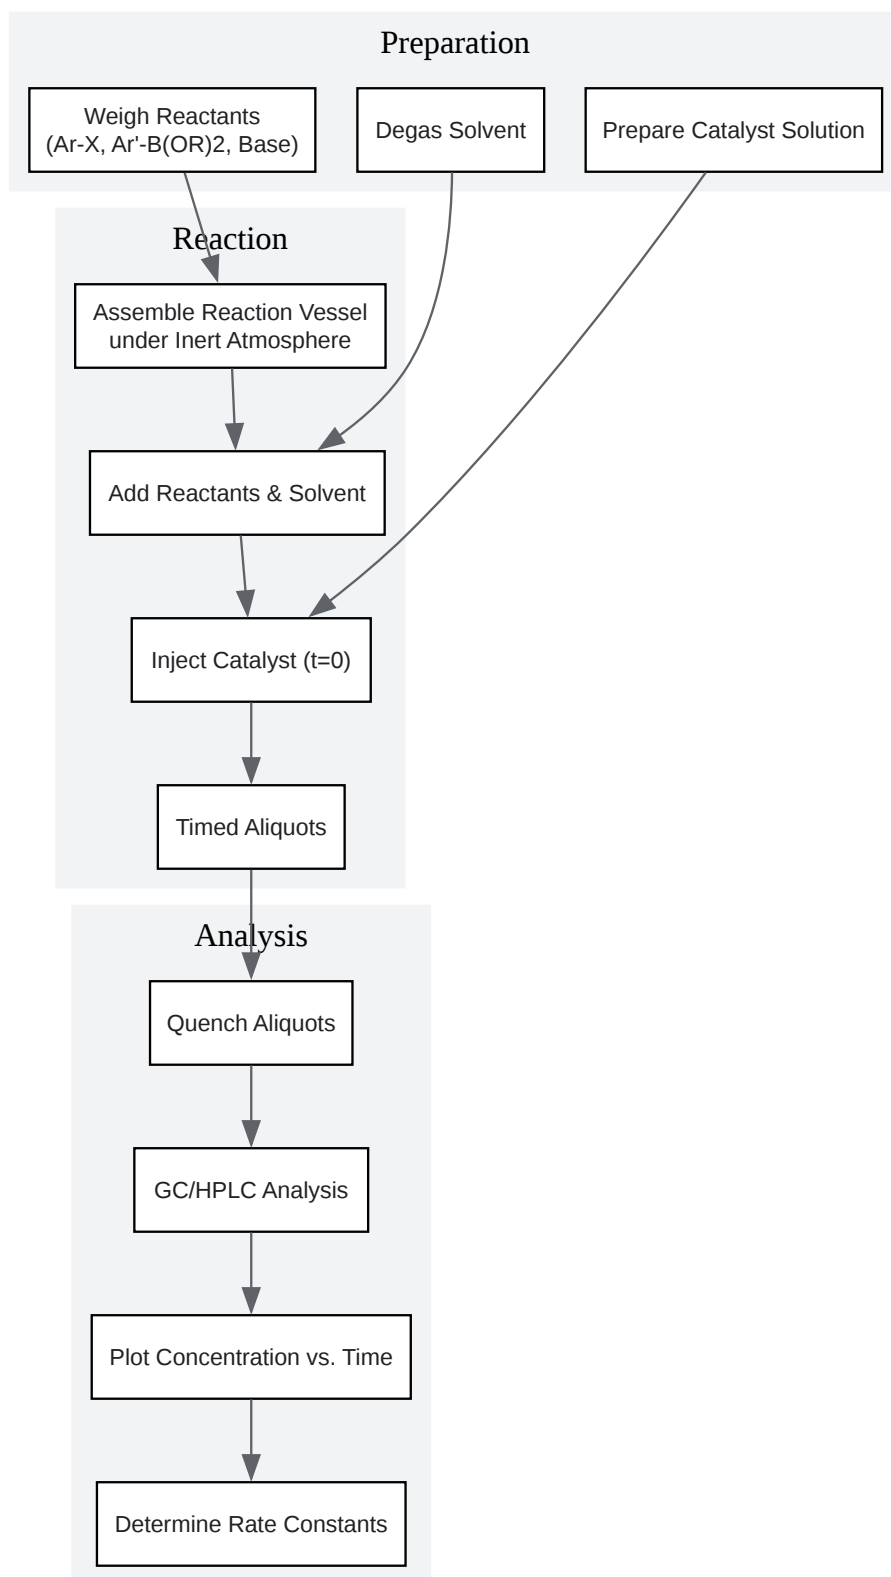 Preparation
Weigh Reactants
(Ar-X, Ar'-B(OR)2, Base)
Degas Solvent
Prepare Catalyst Solution
Reaction
Assemble Reaction Vessel
under Inert Atmosphere
Add Reactants & Solvent
Inject Catalyst (t=0)
Timed Aliquots
Analysis
Quench Aliquots
GC/HPLC Analysis
Plot Concentration vs. Time
Determine Rate Constants